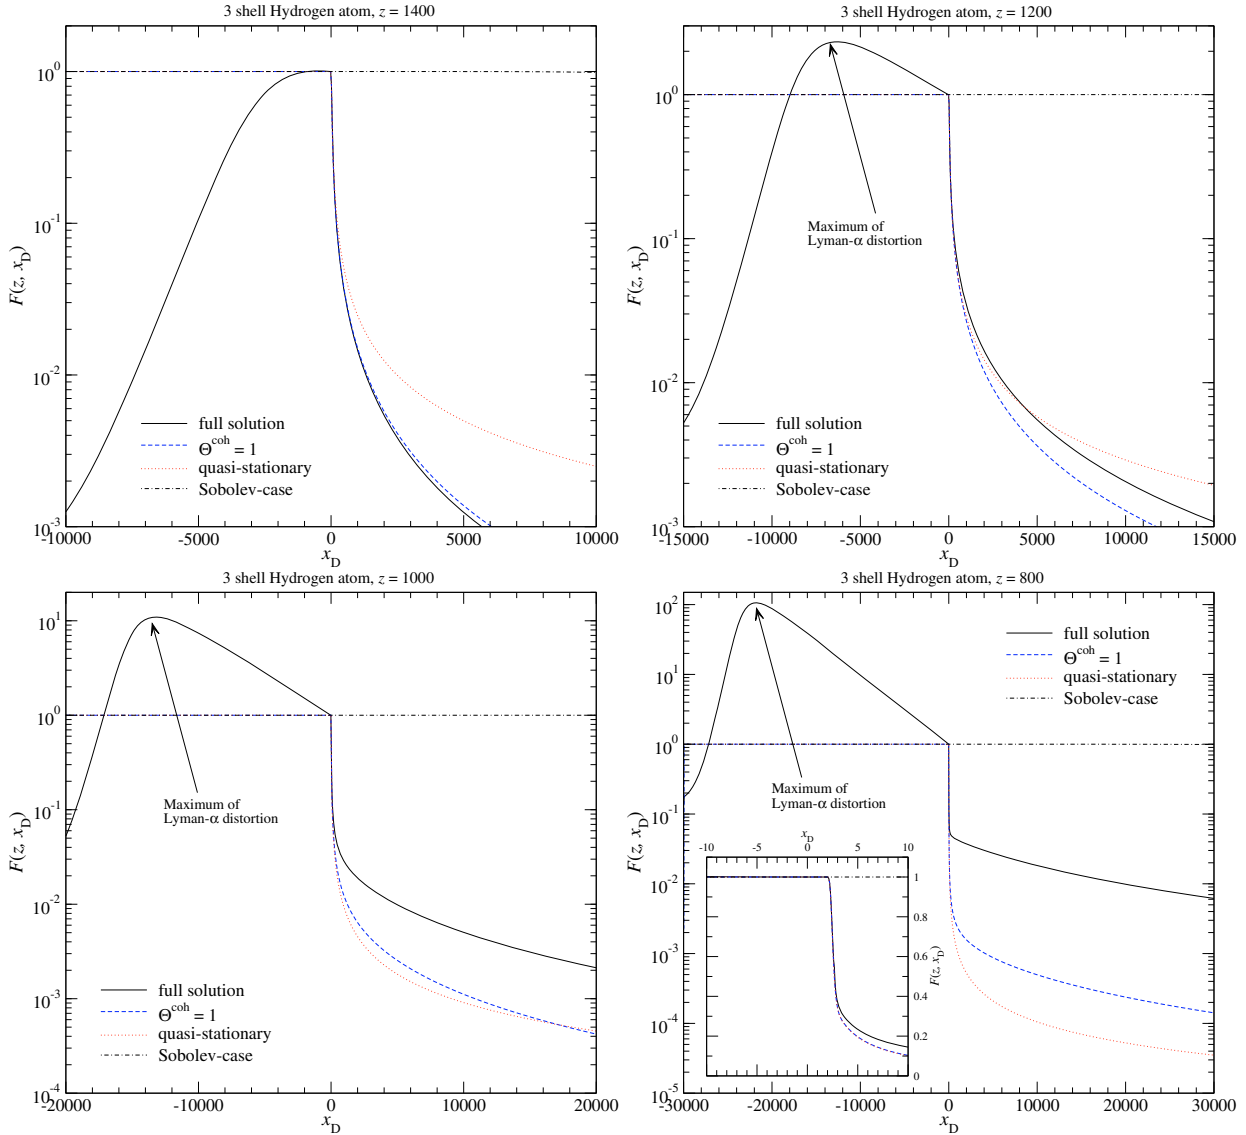 3 shell Hydrogen atom, z = 1400
10^0
10^-1
10^-2
10^-3
F(z, x_D)
full solution
Θ^coh = 1
quasi-stationary
Sobolev-case
-10000
-5000
0
5000
10000
x_D
3 shell Hydrogen atom, z = 1200
10^0
10^-1
10^-2
10^-3
F(z, x_D)
Maximum of
Lyman-α distortion
full solution
Θ^coh = 1
quasi-stationary
Sobolev-case
-15000
-10000
-5000
0
5000
10000
15000
x_D
3 shell Hydrogen atom, z = 1000
10^1
10^0
10^-1
10^-2
10^-3
10^-4
F(z, x_D)
Maximum of
Lyman-α distortion
full solution
Θ^coh = 1
quasi-stationary
Sobolev-case
-20000
-10000
0
10000
20000
x_D
3 shell Hydrogen atom, z = 800
10^2
10^1
10^0
10^-1
10^-2
10^-3
10^-4
10^-5
F(z, x_D)
full solution
Θ^coh = 1
quasi-stationary
Sobolev-case
Maximum of
Lyman-α distortion
x_D
-10
-5
0
5
10
1
0.8
0.6
0.4
0.2
0
F(z, x_D)
-30000
-20000
-10000
0
10000
20000
30000
x_D